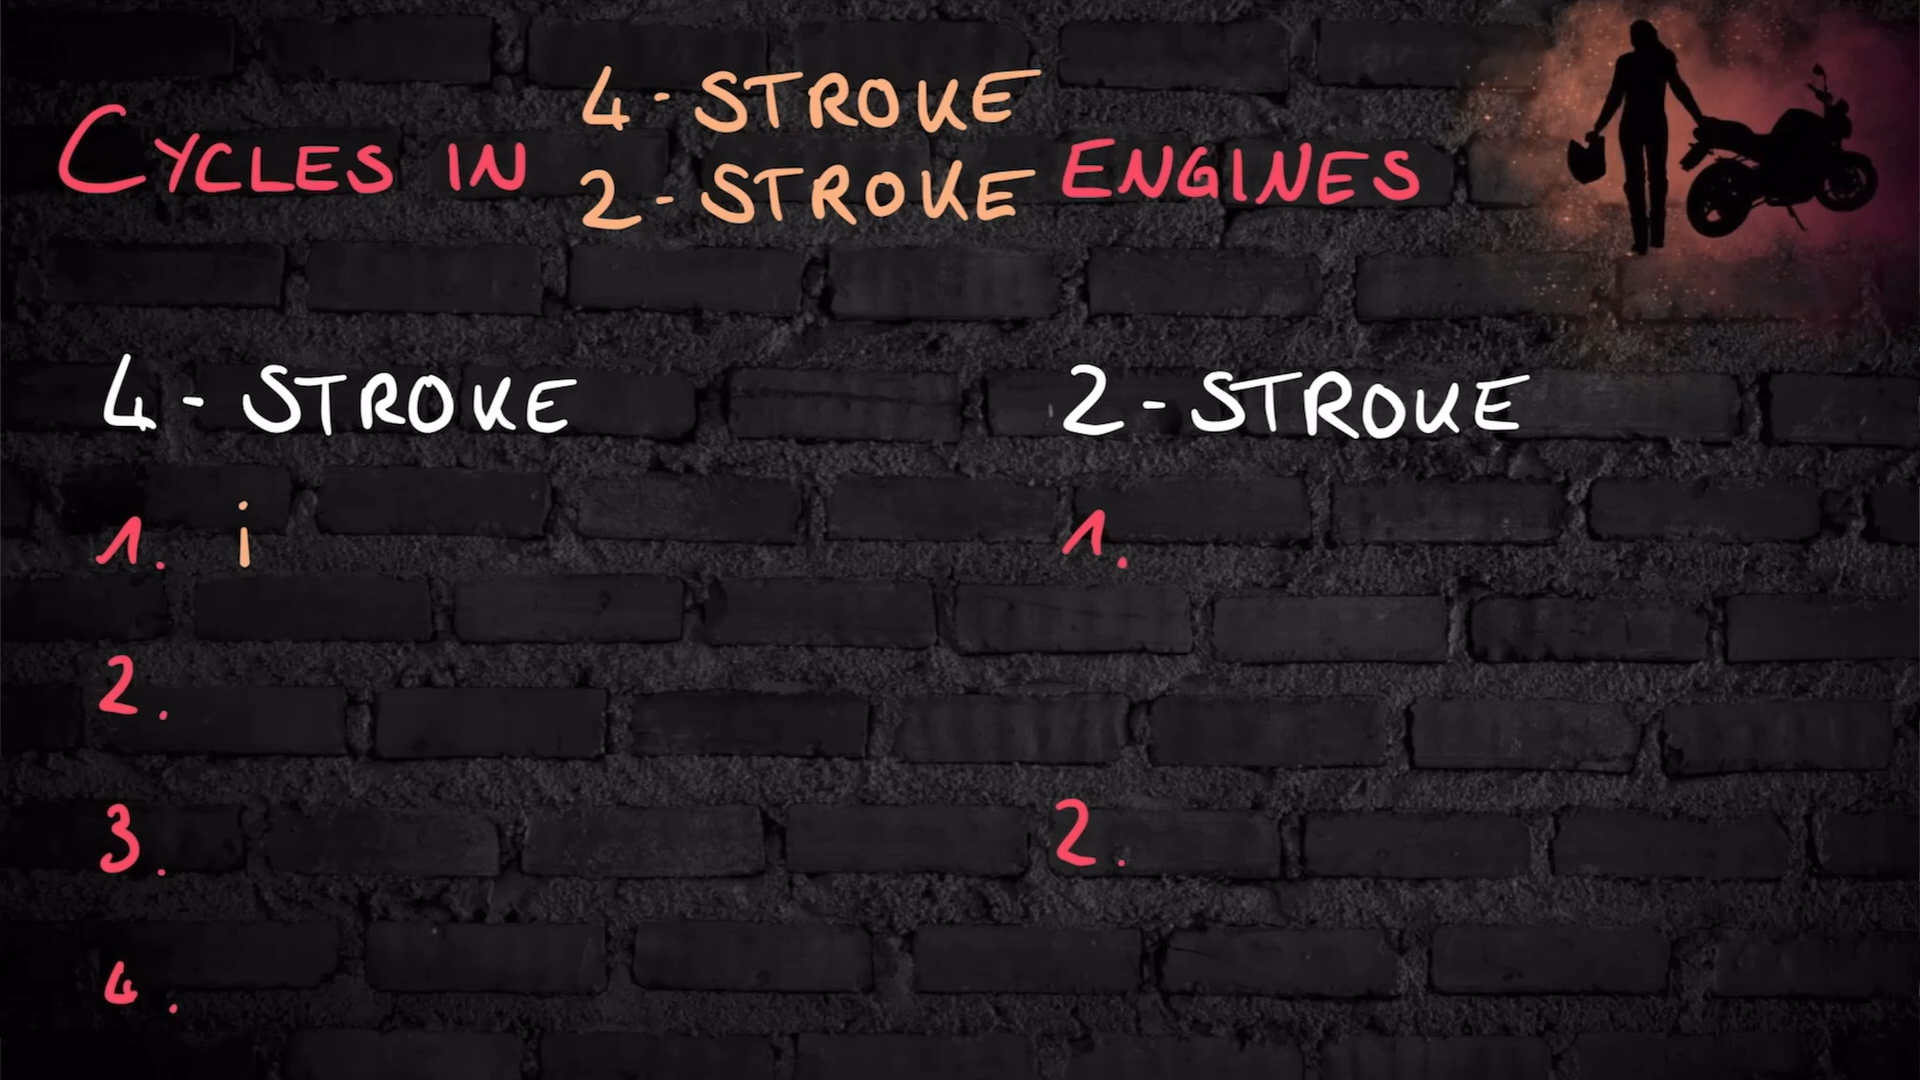 CYCLES IN 4-STROKE 2-STROKE ENGINES
4-STROKE
1. i
2.
3.
4.
2-STROKE
1.
2.